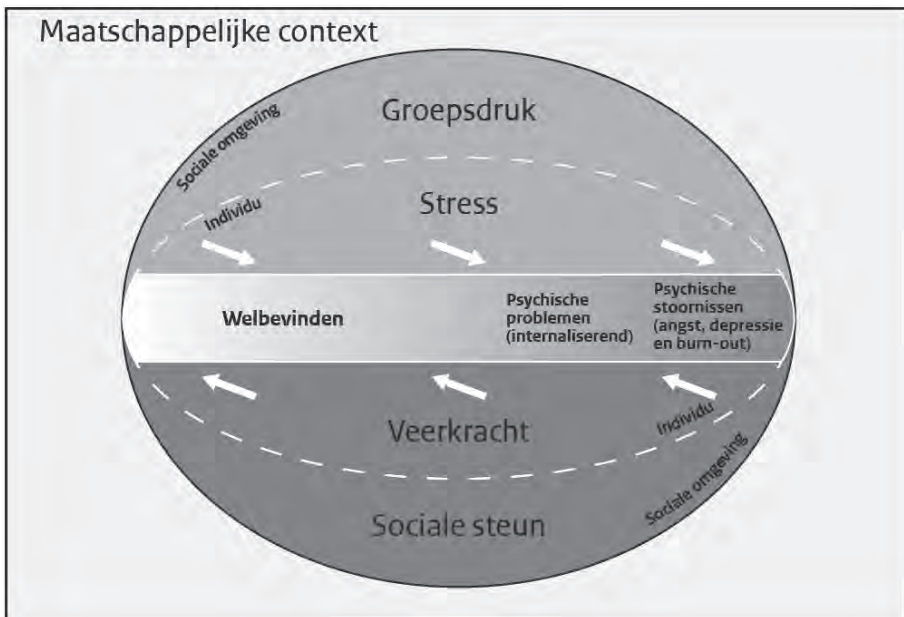 Maatschappelijke context
Sociale omgeving
Groepsdruk
Individu
Stress
Welbevinden
Psychische
problemen
(internaliserend)
Psychische
stoornissen
(angst, depressie
en burn-out)
Veerkracht
Individu
Sociale omgeving
Sociale steun